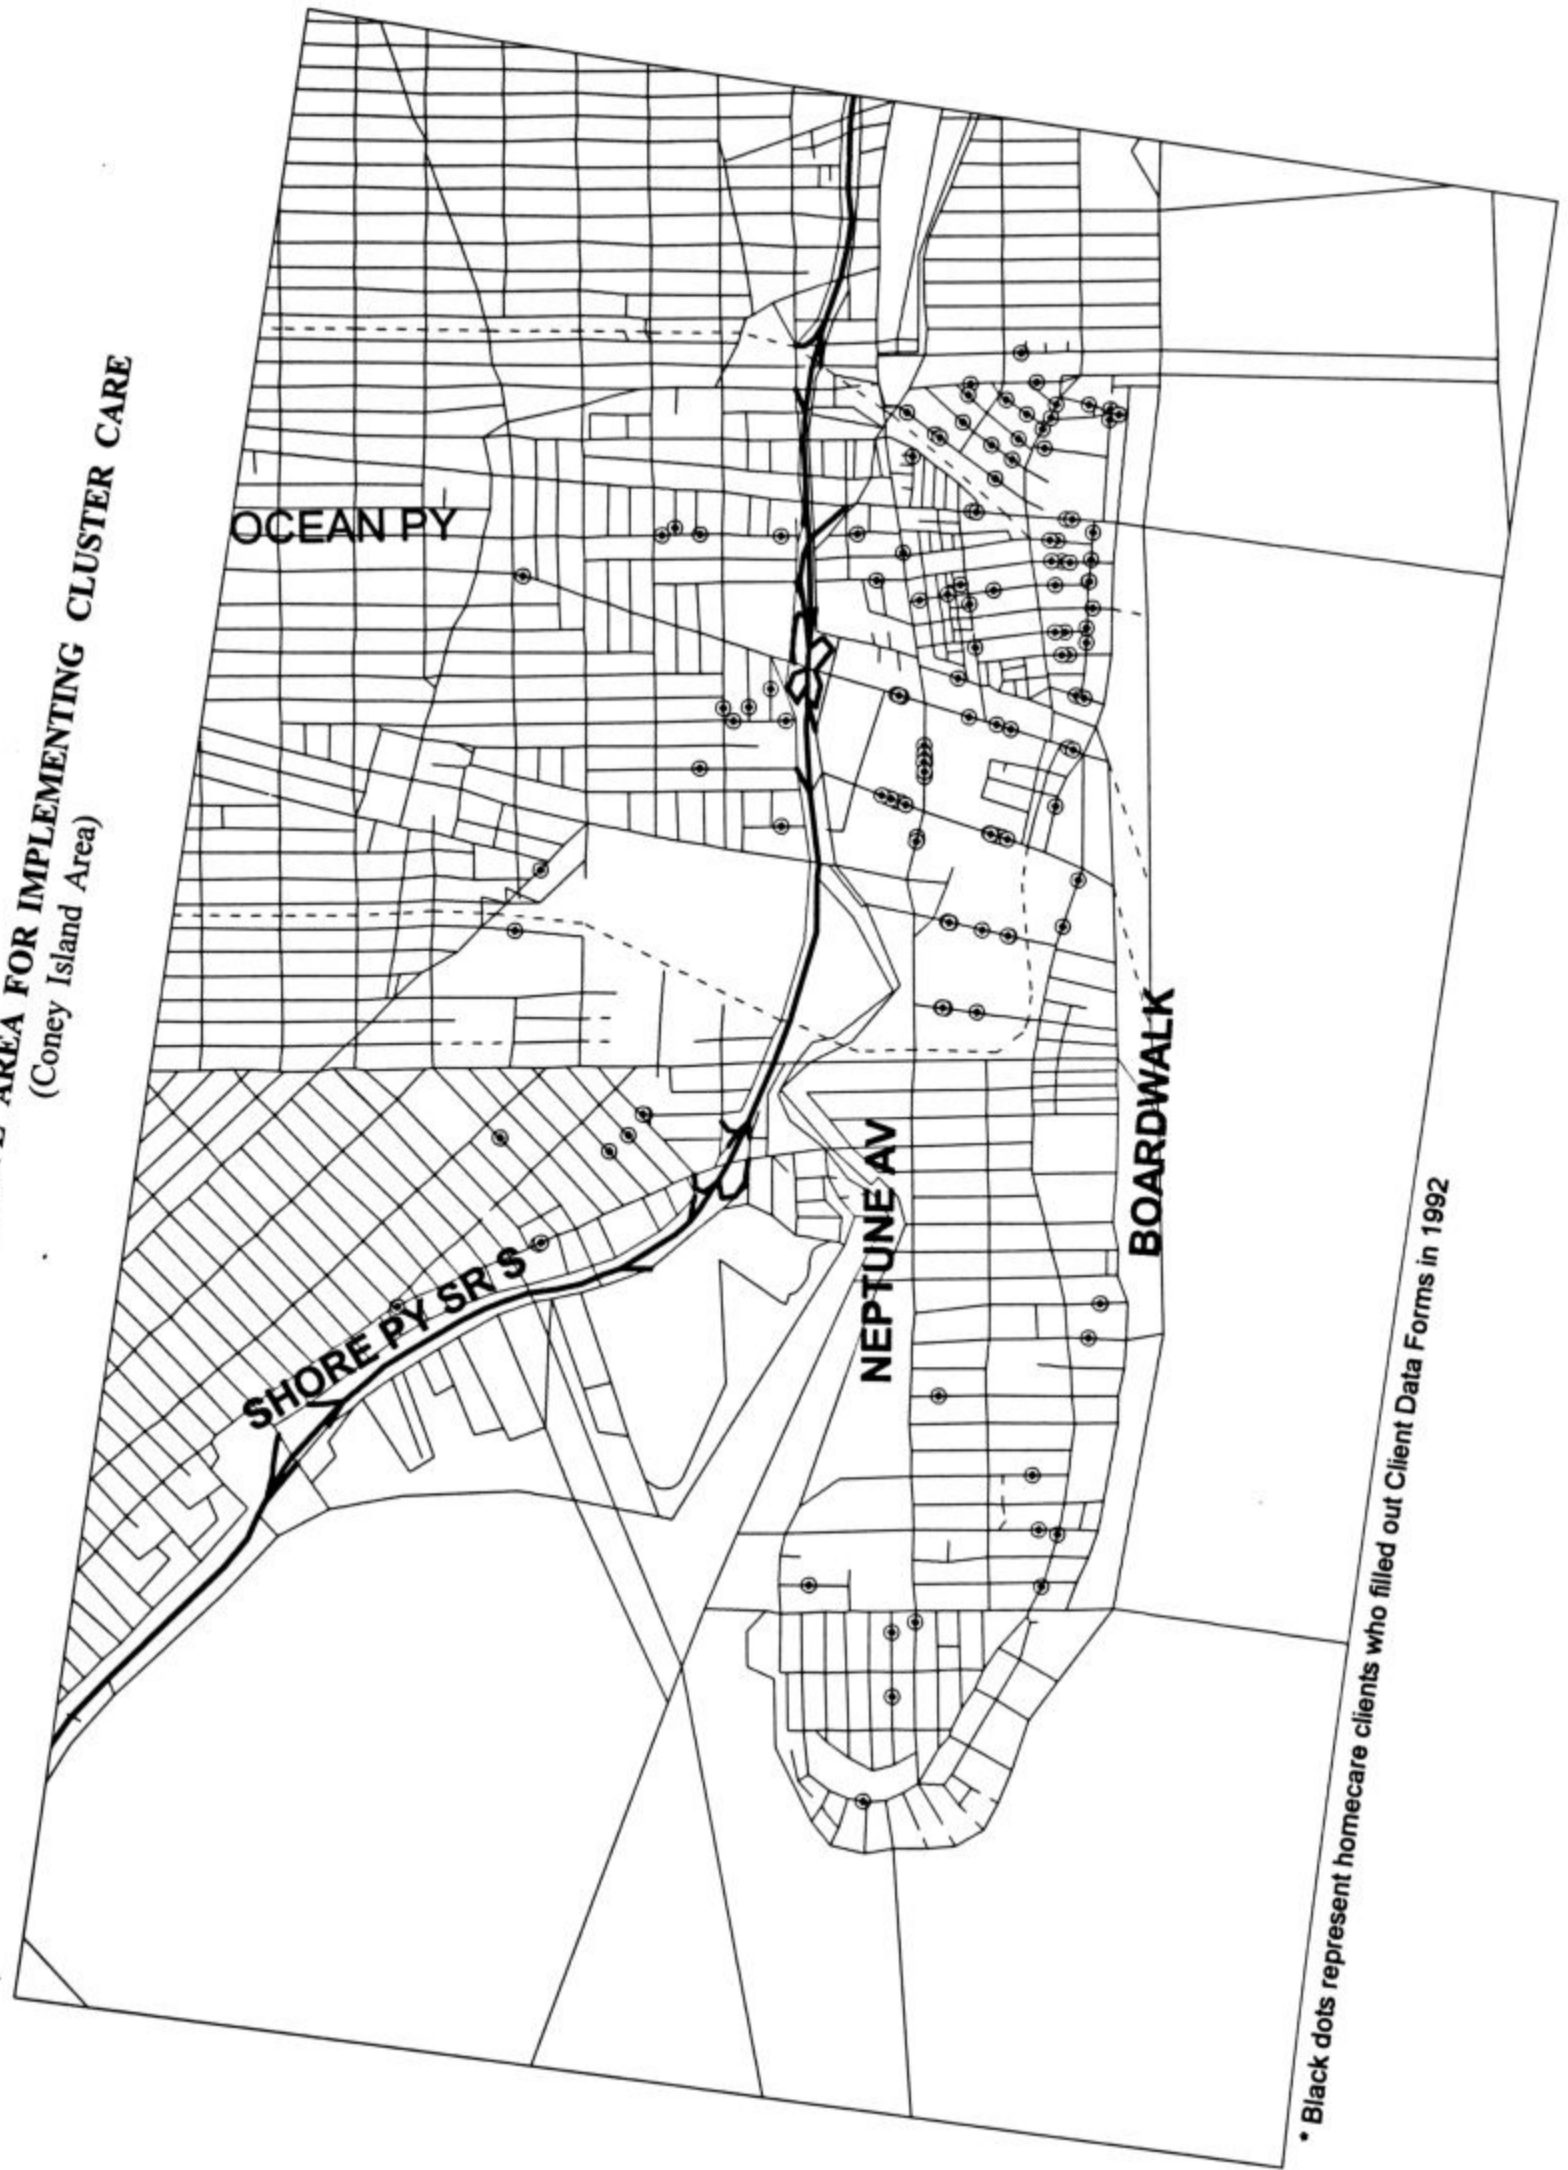 AREA FOR IMPLEMENTING CLUSTER CARE
(Coney Island Area)
OCEAN PY
SHORE PY SR S
NEPTUNE AV
BOARDWALK
* Black dots represent homecare clients who filled out Client Data Forms in 1992